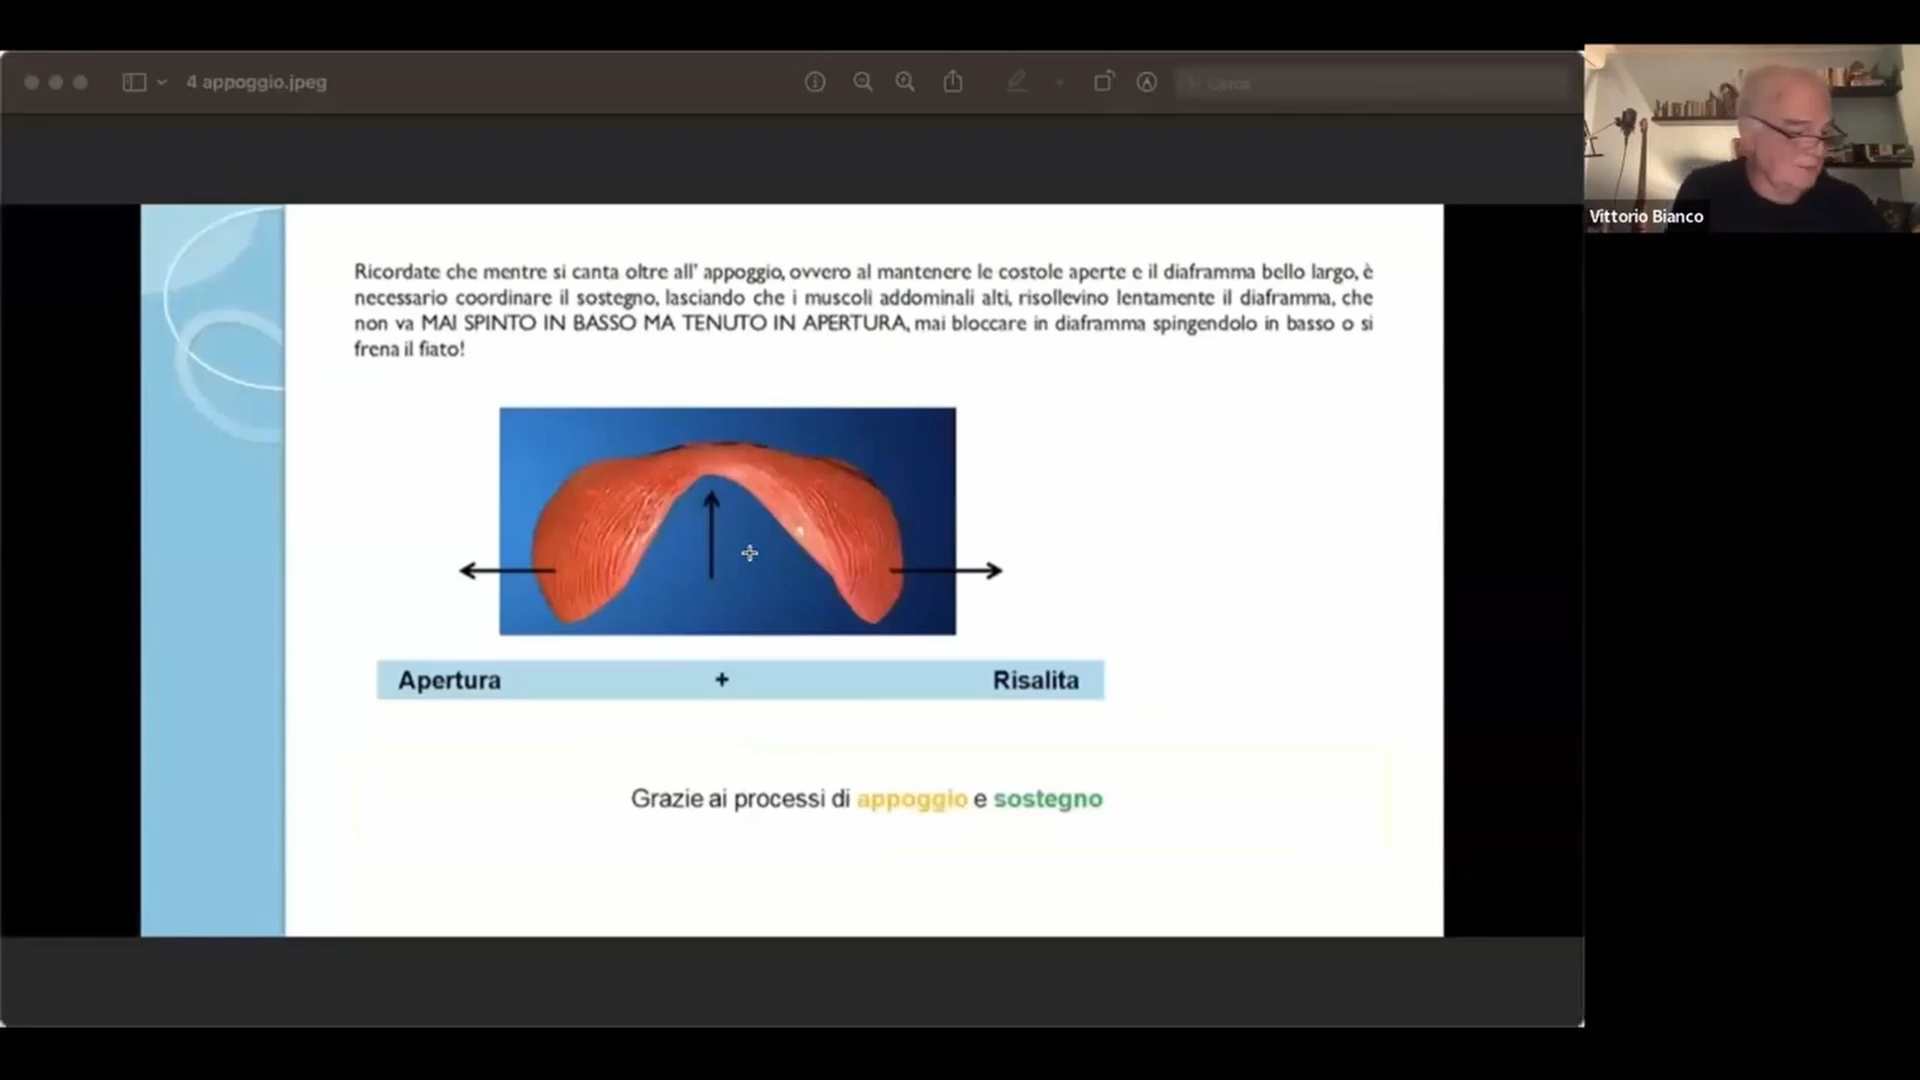 4 appoggio.jpeg
Cerca
Vittorio Bianco
Ricordate che mentre si canta oltre all' appoggio, ovvero al mantenere le costole aperte e il diaframma bello largo, è
necessario coordinare il sostegno, lasciando che i muscoli addominali alti, risollevino lentamente il diaframma, che
non va MAI SPINTO IN BASSO MA TENUTO IN APERTURA, mai bloccare in diaframma spingendolo in basso o si
frena il fiato!
Apertura + Risalita
Grazie ai processi di appoggio e sostegno